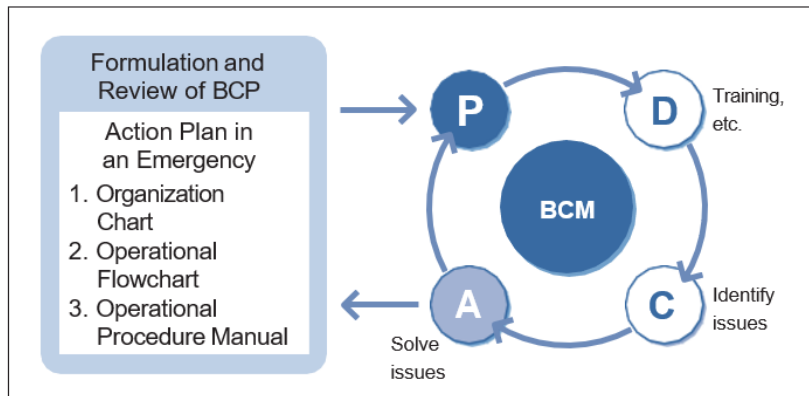 Formulation and
Review of BCP
Action Plan in
an Emergency
1. Organization
Chart
2. Operational
Flowchart
3. Operational
Procedure Manual
P
D
Training,
etc.
BCM
A
C
Identify
issues
Solve
issues